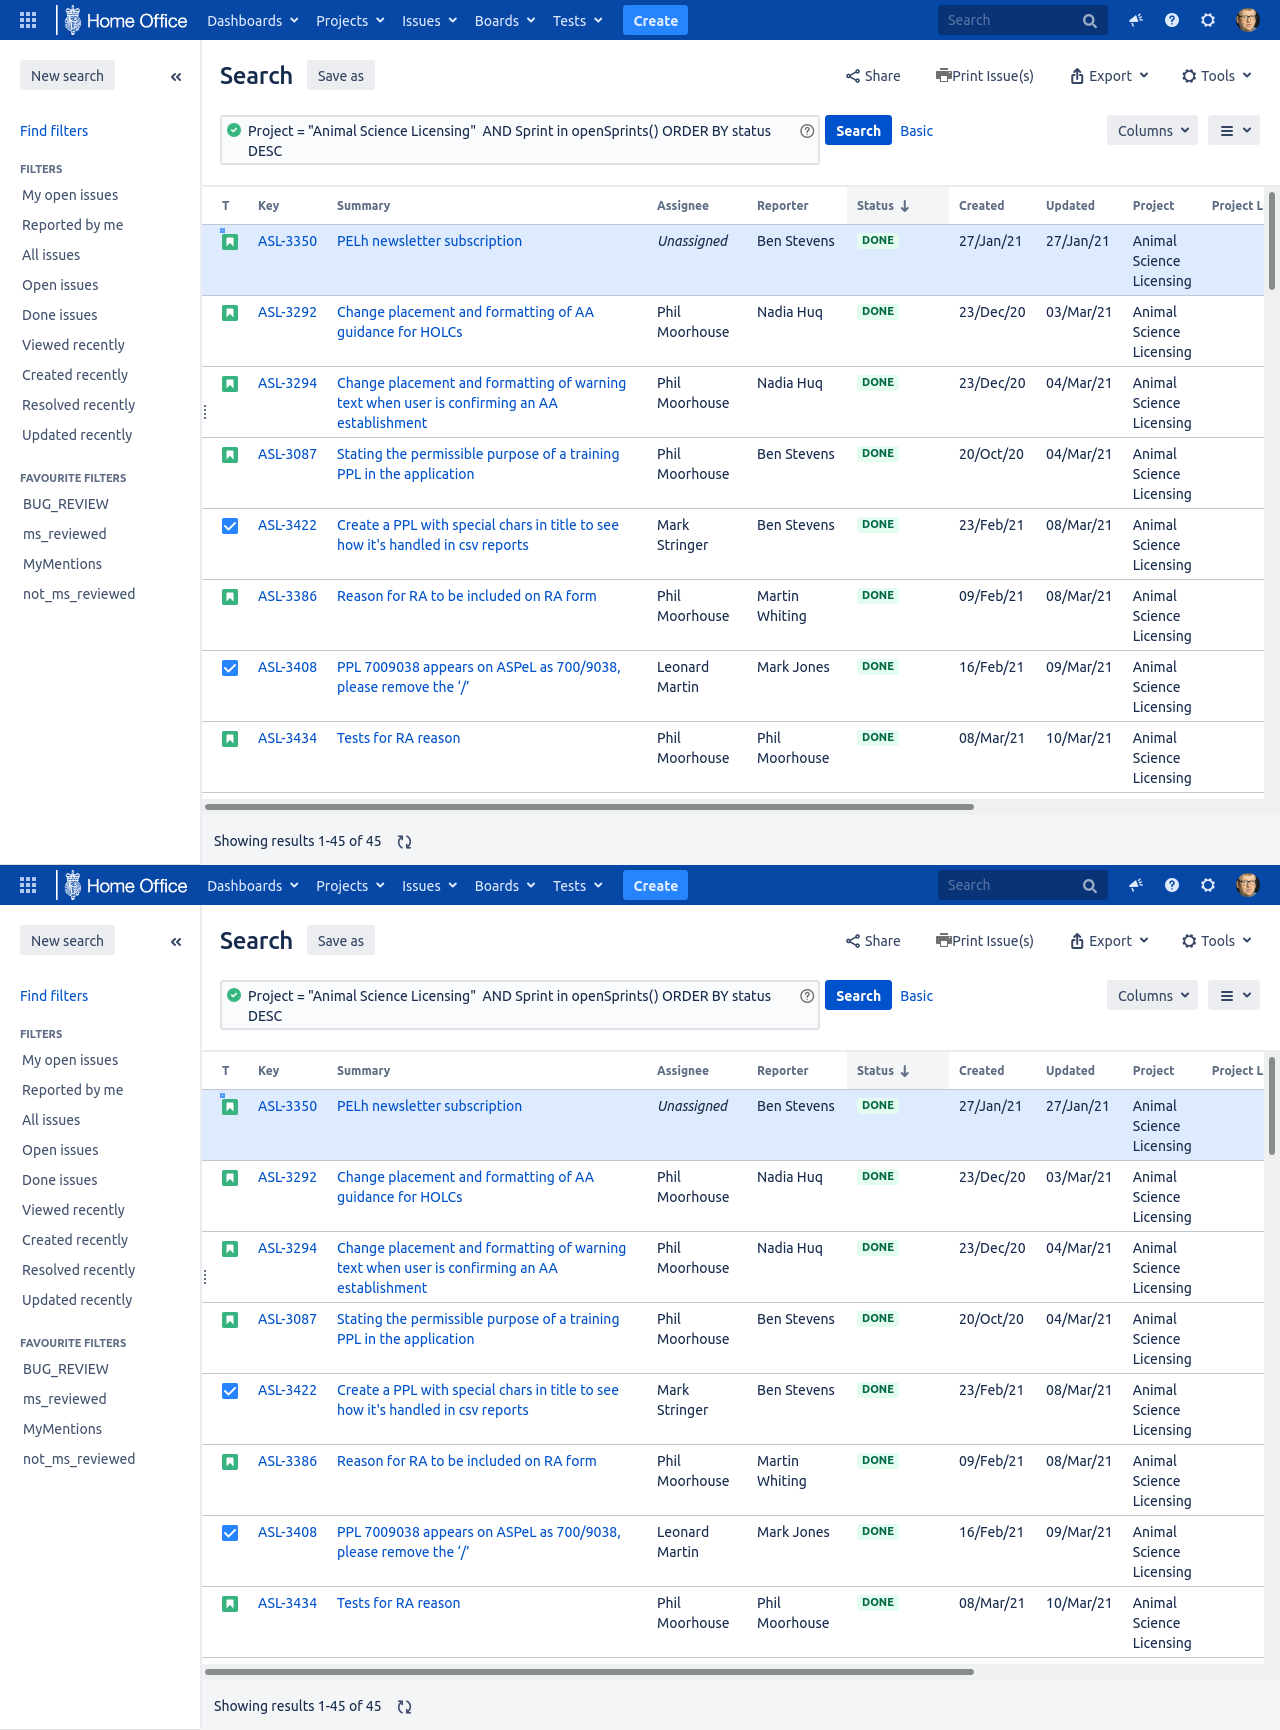 Home Office Dashboards Projects Issues Boards Tests Create Search
New search
Search Save as Share Print Issue(s) Export Tools
Find filters
Project = "Animal Science Licensing"  AND Sprint in openSprints() ORDER BY status
DESC
Search Basic Columns
FILTERS
My open issues
Reported by me
All issues
Open issues
Done issues
Viewed recently
Created recently
Resolved recently
Updated recently
FAVOURITE FILTERS
BUG_REVIEW
ms_reviewed
MyMentions
not_ms_reviewed
T Key Summary Assignee Reporter Status Created Updated Project Project L
ASL-3350 PELh newsletter subscription Unassigned Ben Stevens DONE 27/Jan/21 27/Jan/21 Animal
Science
Licensing
ASL-3292 Change placement and formatting of AA Phil Nadia Huq DONE 23/Dec/20 03/Mar/21 Animal
guidance for HOLCs Moorhouse Science
Licensing
ASL-3294 Change placement and formatting of warning Phil Nadia Huq DONE 23/Dec/20 04/Mar/21 Animal
text when user is confirming an AA Moorhouse Science
establishment Licensing
ASL-3087 Stating the permissible purpose of a training Phil Ben Stevens DONE 20/Oct/20 04/Mar/21 Animal
PPL in the application Moorhouse Science
Licensing
ASL-3422 Create a PPL with special chars in title to see Mark Ben Stevens DONE 23/Feb/21 08/Mar/21 Animal
how it's handled in csv reports Stringer Science
Licensing
ASL-3386 Reason for RA to be included on RA form Phil Martin DONE 09/Feb/21 08/Mar/21 Animal
Moorhouse Whiting Science
Licensing
ASL-3408 PPL 7009038 appears on ASPeL as 700/9038, Leonard Mark Jones DONE 16/Feb/21 09/Mar/21 Animal
please remove the ‘/’ Martin Science
Licensing
ASL-3434 Tests for RA reason Phil Phil DONE 08/Mar/21 10/Mar/21 Animal
Moorhouse Moorhouse Science
Licensing
Showing results 1-45 of 45
Home Office Dashboards Projects Issues Boards Tests Create Search
New search
Search Save as Share Print Issue(s) Export Tools
Find filters
Project = "Animal Science Licensing"  AND Sprint in openSprints() ORDER BY status
DESC
Search Basic Columns
FILTERS
My open issues
Reported by me
All issues
Open issues
Done issues
Viewed recently
Created recently
Resolved recently
Updated recently
FAVOURITE FILTERS
BUG_REVIEW
ms_reviewed
MyMentions
not_ms_reviewed
T Key Summary Assignee Reporter Status Created Updated Project Project L
ASL-3350 PELh newsletter subscription Unassigned Ben Stevens DONE 27/Jan/21 27/Jan/21 Animal
Science
Licensing
ASL-3292 Change placement and formatting of AA Phil Nadia Huq DONE 23/Dec/20 03/Mar/21 Animal
guidance for HOLCs Moorhouse Science
Licensing
ASL-3294 Change placement and formatting of warning Phil Nadia Huq DONE 23/Dec/20 04/Mar/21 Animal
text when user is confirming an AA Moorhouse Science
establishment Licensing
ASL-3087 Stating the permissible purpose of a training Phil Ben Stevens DONE 20/Oct/20 04/Mar/21 Animal
PPL in the application Moorhouse Science
Licensing
ASL-3422 Create a PPL with special chars in title to see Mark Ben Stevens DONE 23/Feb/21 08/Mar/21 Animal
how it's handled in csv reports Stringer Science
Licensing
ASL-3386 Reason for RA to be included on RA form Phil Martin DONE 09/Feb/21 08/Mar/21 Animal
Moorhouse Whiting Science
Licensing
ASL-3408 PPL 7009038 appears on ASPeL as 700/9038, Leonard Mark Jones DONE 16/Feb/21 09/Mar/21 Animal
please remove the ‘/’ Martin Science
Licensing
ASL-3434 Tests for RA reason Phil Phil DONE 08/Mar/21 10/Mar/21 Animal
Moorhouse Moorhouse Science
Licensing
Showing results 1-45 of 45